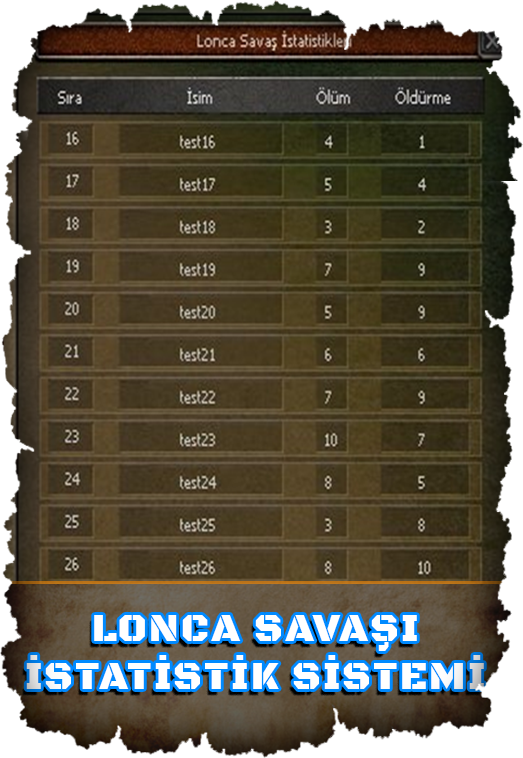 Lonca Savaş İstatistikleri
Sıra İsim Ölüm Öldürme
16 test16 4 1
17 test17 5 4
18 test18 3 2
19 test19 7 9
20 test20 5 9
21 test21 6 6
22 test22 7 9
23 test23 10 7
24 test24 8 5
25 test25 3 8
26 test26 8 10
LONCA SAVAŞI
İSTATİSTİK SİSTEMİ